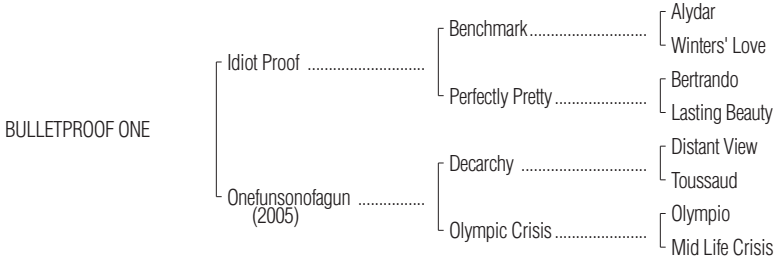 Alydar
Benchmark.............................
Winters' Love
Idiot Proof ............................
Bertrando
Perfectly Pretty ......................
Lasting Beauty
BULLETPROOF ONE
Distant View
Decarchy ..............................
Toussaud
Onefunsonofagun ................
(2005)
Olympio
Olympic Crisis ......................
Mid Life Crisis